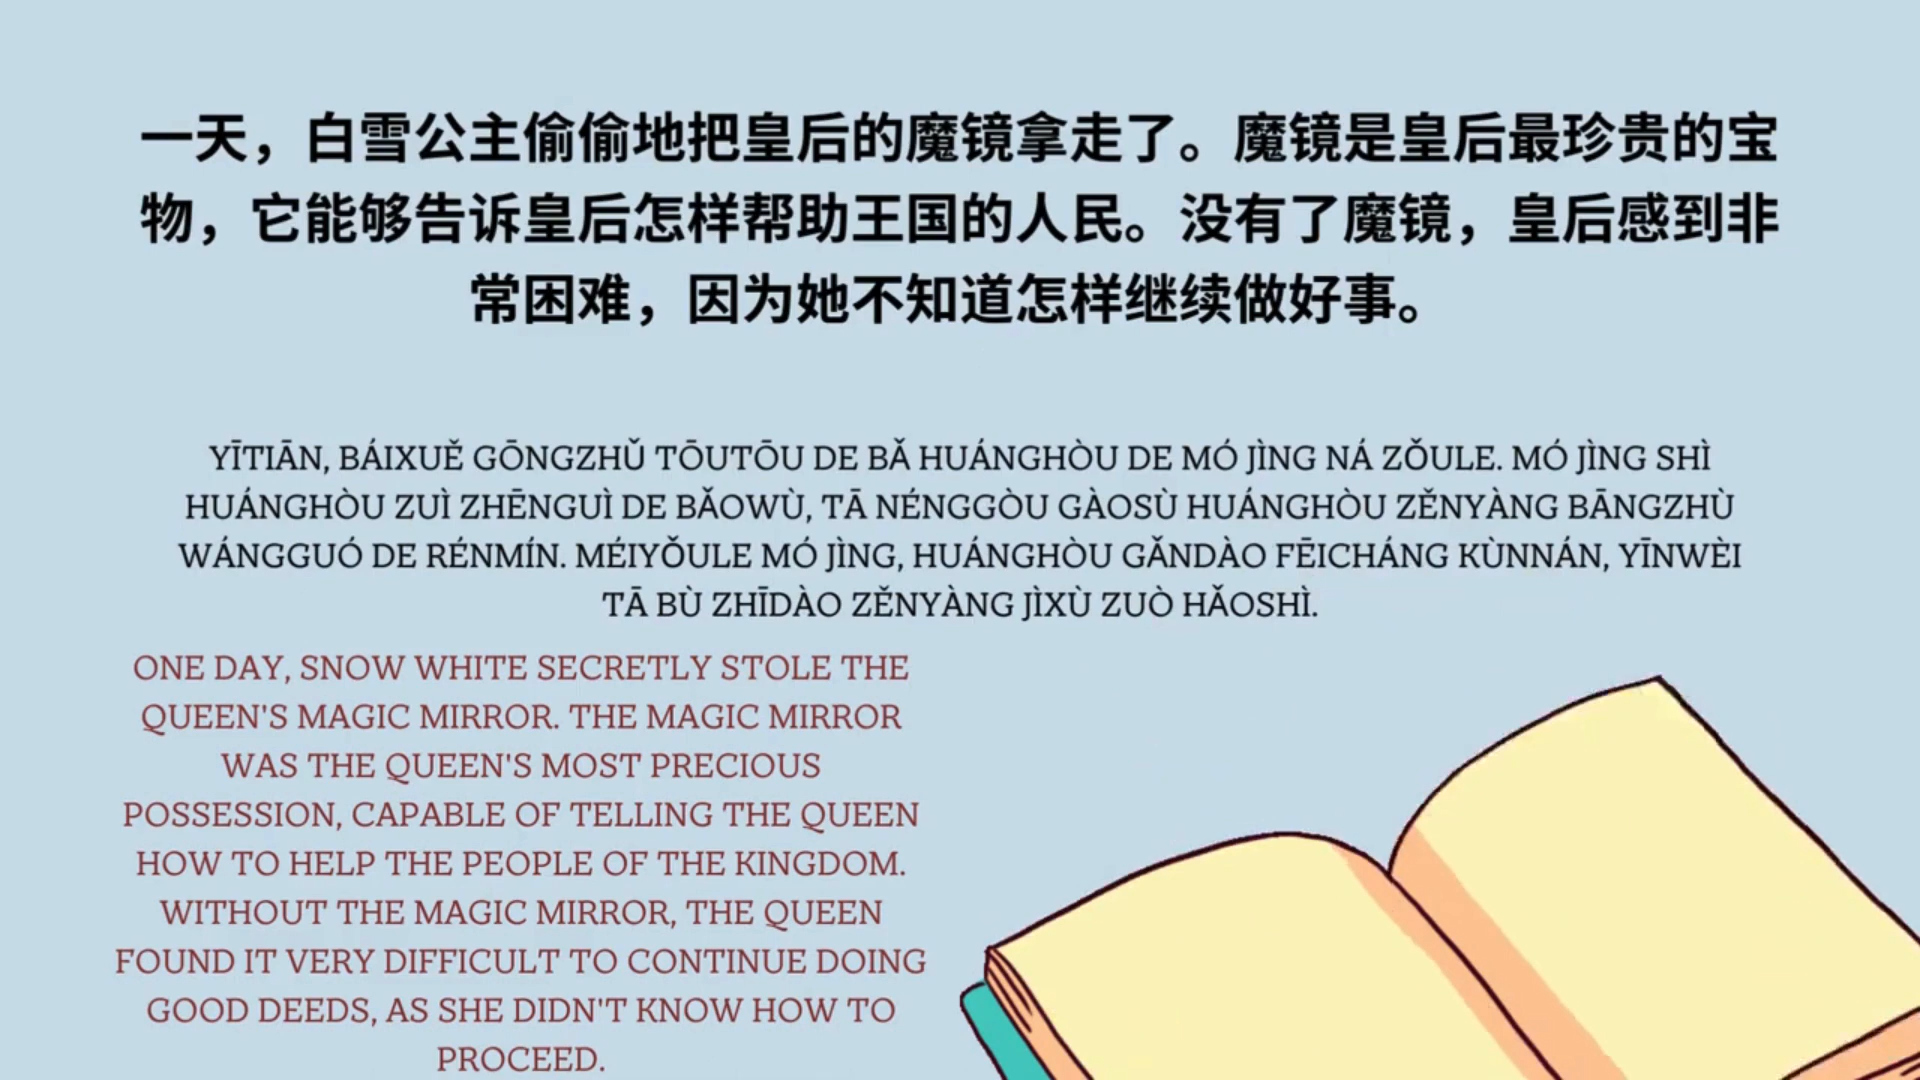 一天，白雪公主偷偷地把皇后的魔镜拿走了。魔镜是皇后最珍贵的宝
物，它能够告诉皇后怎样帮助王国的人民。没有了魔镜，皇后感到非
常困难，因为她不知道怎样继续做好事。
YĪTIĀN, BÁIXUĚ GŌNGZHǓ TŌUTŌU DE BǍ HUÁNGHÒU DE MÓ JÌNG NÁ ZǑULE. MÓ JÌNG SHÌ
HUÁNGHÒU ZUÌ ZHĒNGUÌ DE BǍOWÙ, TĀ NÉNGGÒU GÀOSÙ HUÁNGHÒU ZĚNYÀNG BĀNGZHÙ
WÁNGGUÓ DE RÉNMÍN. MÉIYǑULE MÓ JÌNG, HUÁNGHÒU GǍNDÀO FĒICHÁNG KÙNNÁN, YĪNWÈI
TĀ BÙ ZHĪDÀO ZĚNYÀNG JÌXÙ ZUÒ HǍOSHÌ.
ONE DAY, SNOW WHITE SECRETLY STOLE THE
QUEEN'S MAGIC MIRROR. THE MAGIC MIRROR
WAS THE QUEEN'S MOST PRECIOUS
POSSESSION, CAPABLE OF TELLING THE QUEEN
HOW TO HELP THE PEOPLE OF THE KINGDOM.
WITHOUT THE MAGIC MIRROR, THE QUEEN
FOUND IT VERY DIFFICULT TO CONTINUE DOING
GOOD DEEDS, AS SHE DIDN'T KNOW HOW TO
PROCEED.